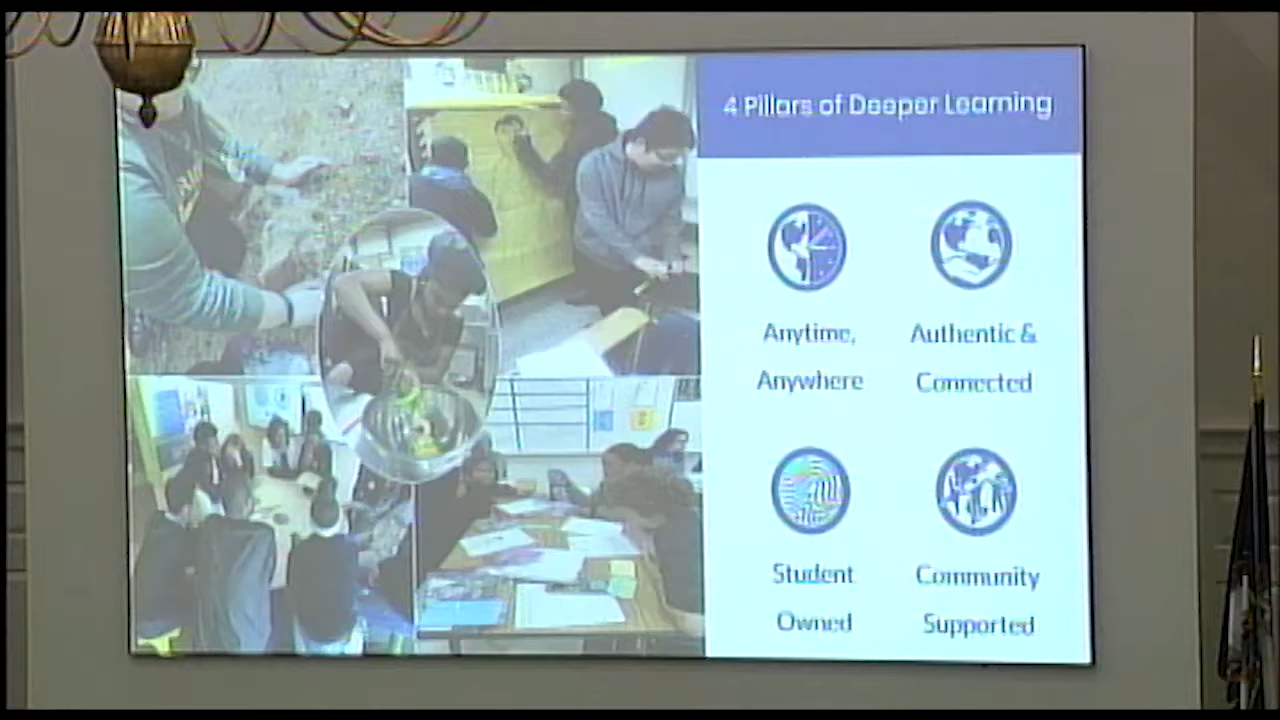 4 Pillars of Deeper Learning
Anytime,
Anywhere
Authentic &
Connected
Student
Owned
Community
Supported